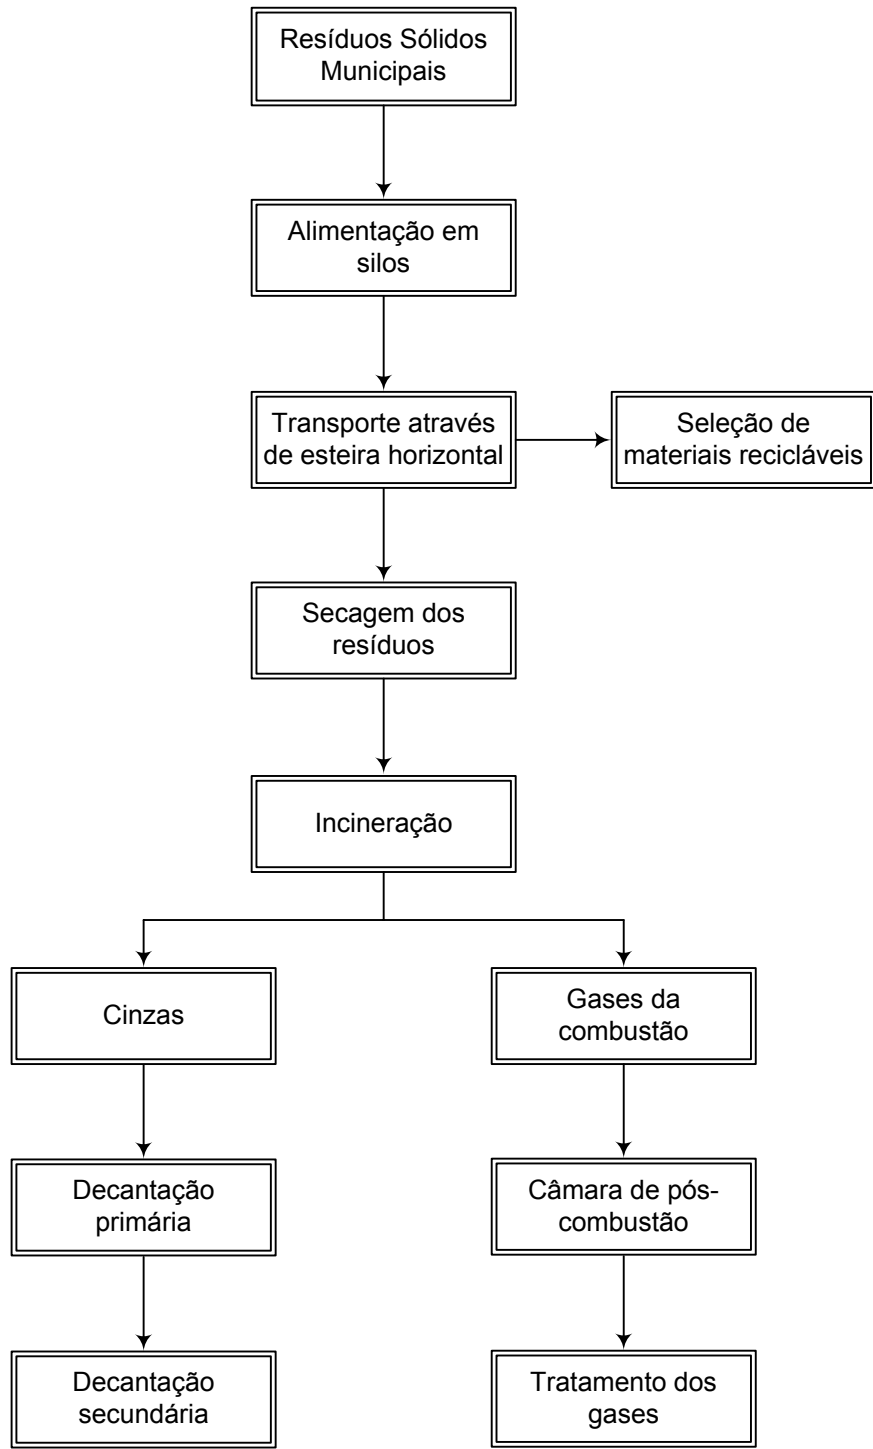 Resíduos Sólidos
Municipais
Alimentação em
silos
Transporte através
de esteira horizontal
Seleção de
materiais recicláveis
Secagem dos
resíduos
Incineração
Cinzas
Gases da
combustão
Decantação
primária
Câmara de pós-
combustão
Decantação
secundária
Tratamento dos
gases